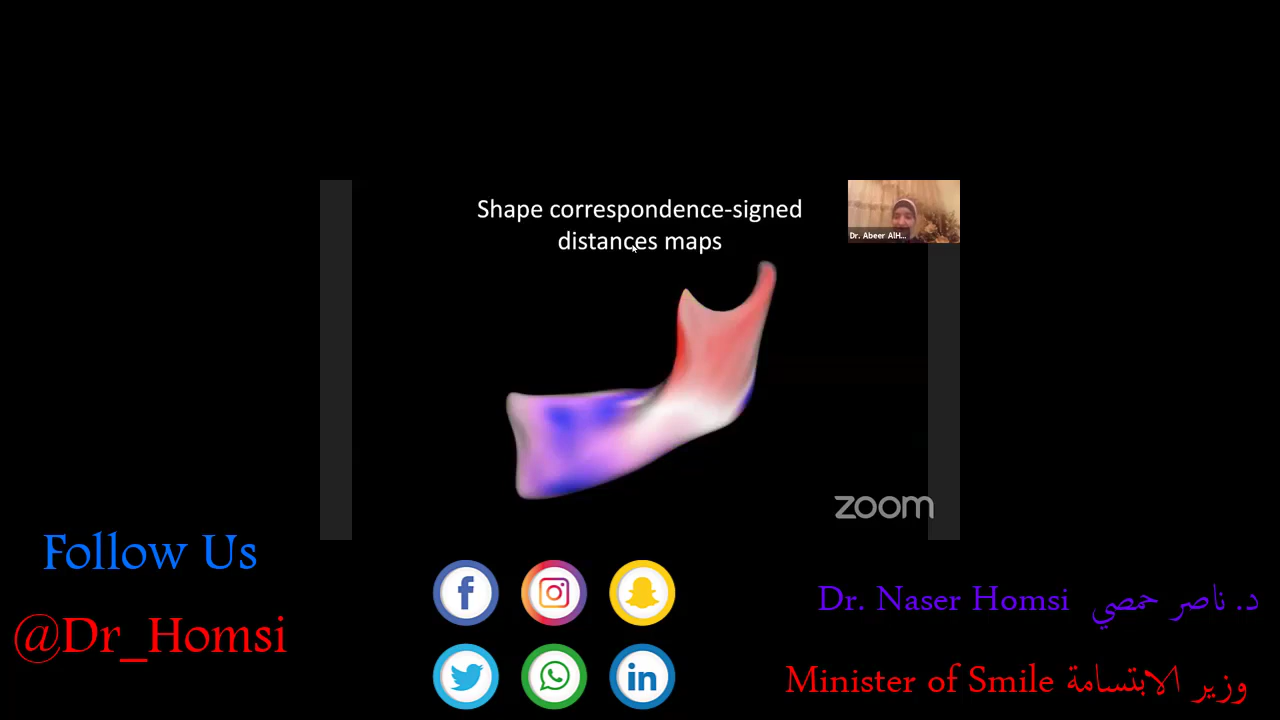 Shape correspondence-signed
distances maps
Dr. Abeer AlH...
zoom
Follow Us
@Dr_Homsi
Dr. Naser Homsi د. ناصر حمصي
Minister of Smile وزير الابتسامة